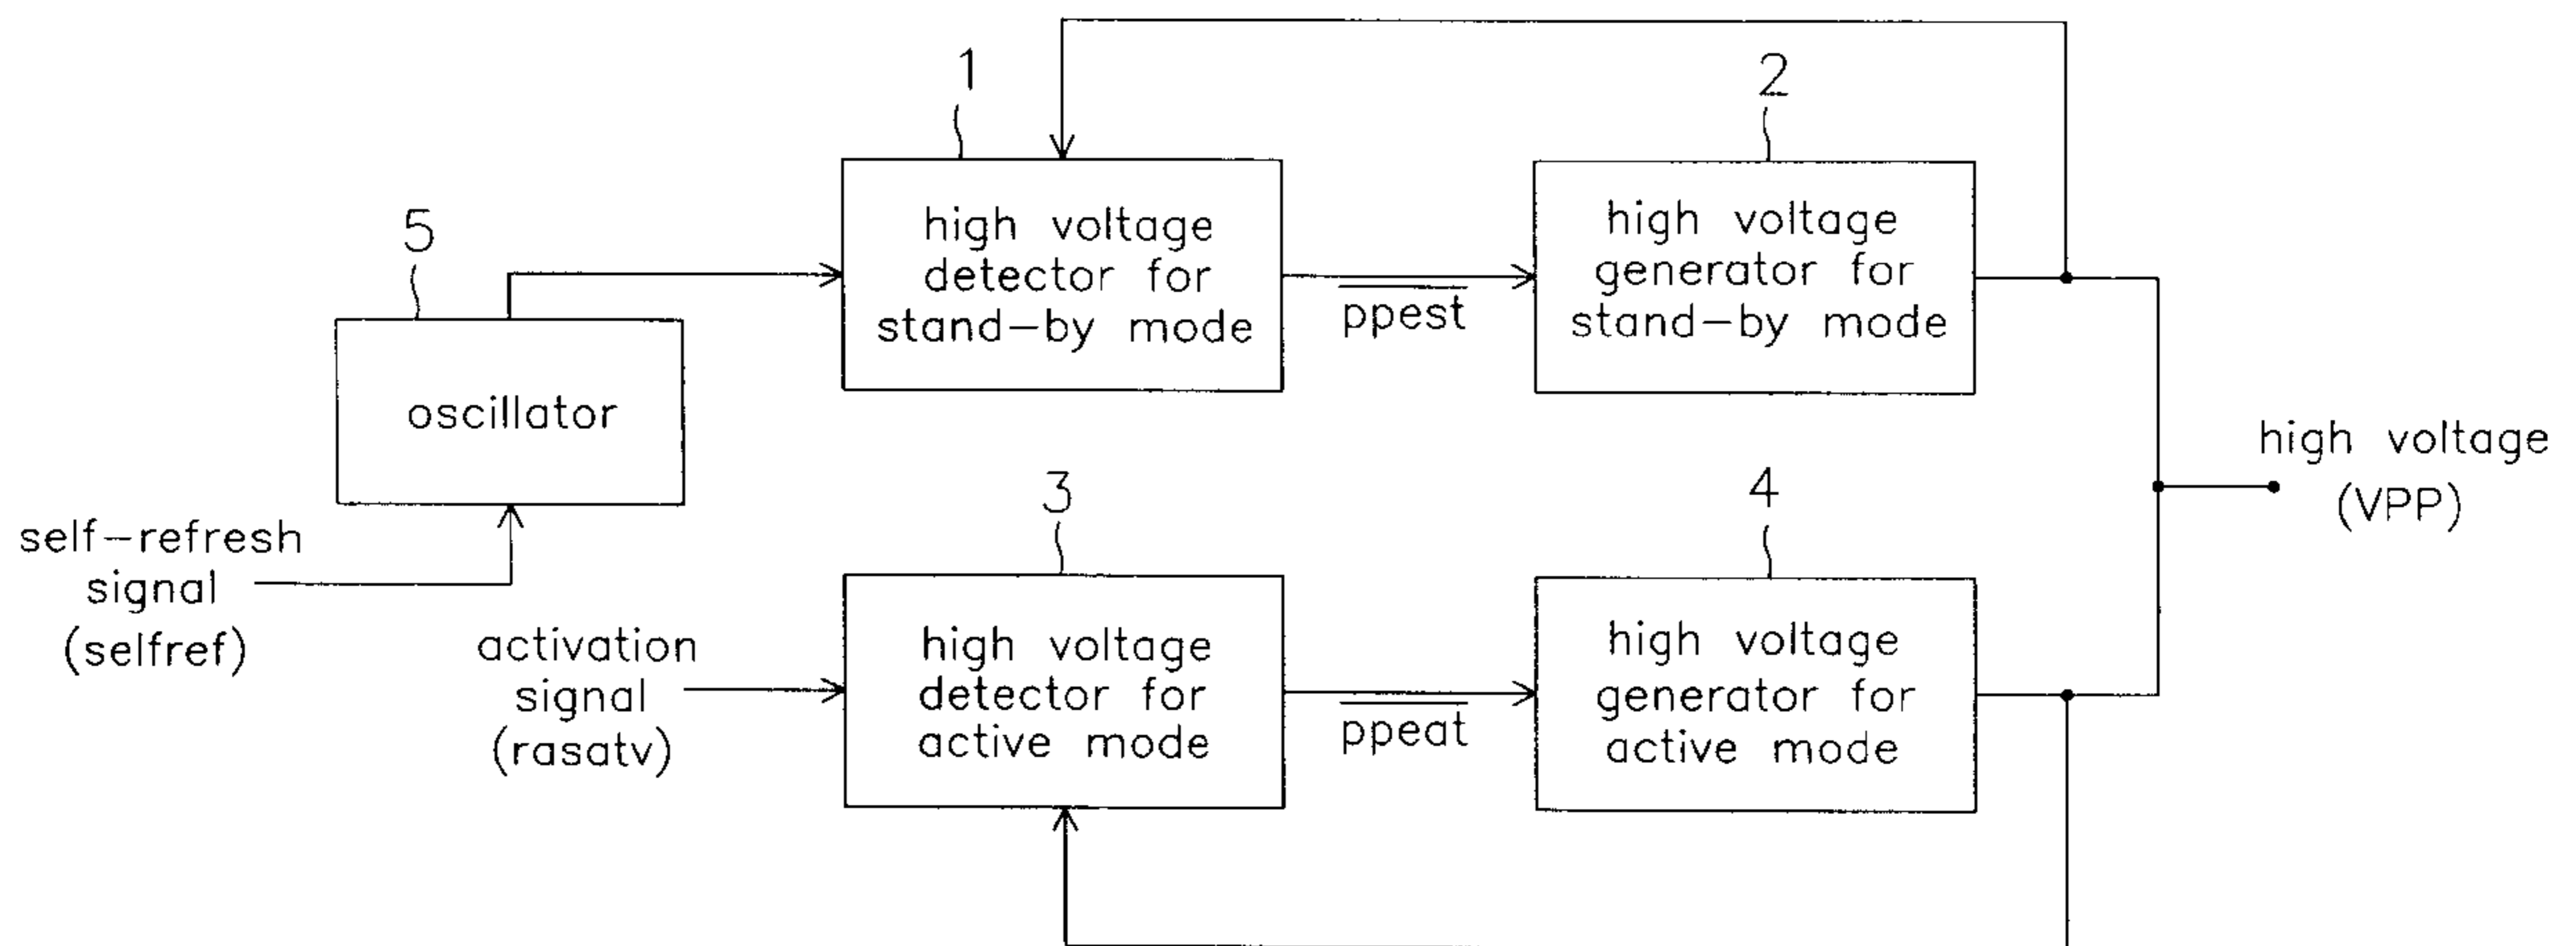 1
2
high voltage
detector for
stand-by mode
high voltage
generator for
stand-by mode
5
ppest
oscillator
high voltage
(VPP)
3
4
self-refresh
signal
(selfref)
activation
signal
(rasatv)
high voltage
detector for
active mode
ppeat
high voltage
generator for
active mode